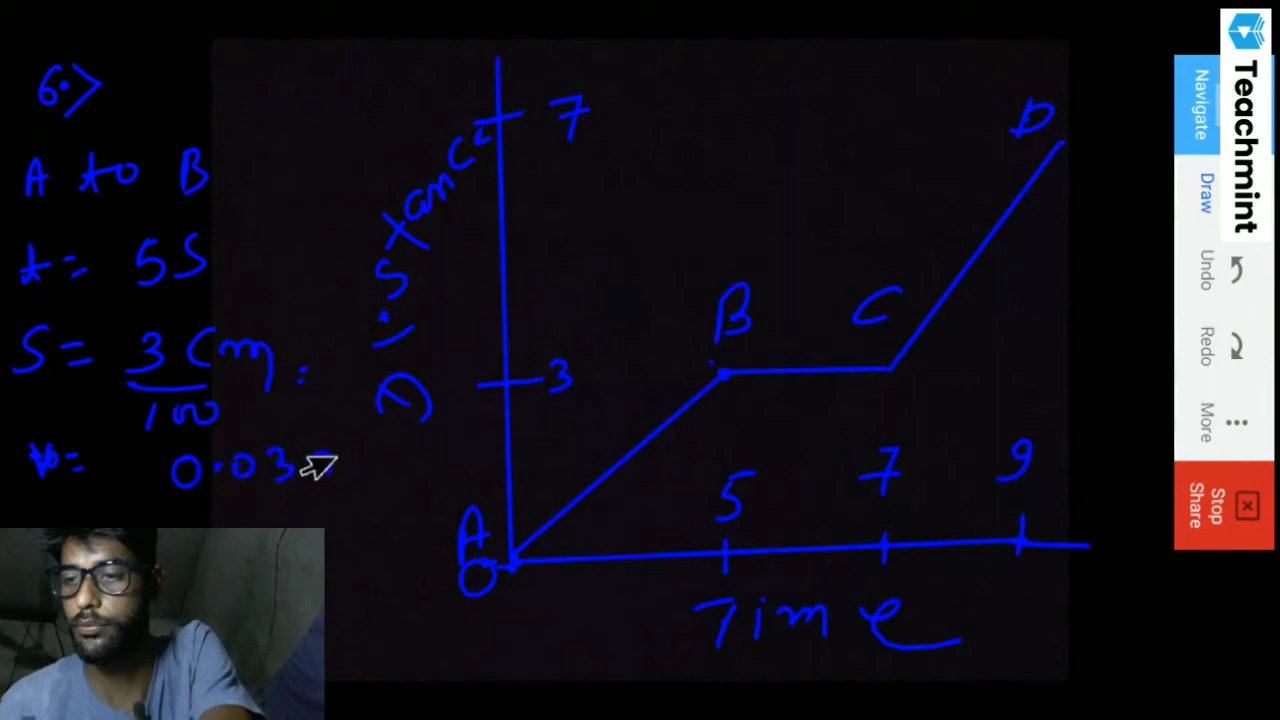 6.>
A to B
t = 5S
S = 3 Cm :
100
v = 0.03
Distance
7
3
A
O
B
C
D
5
7
9
Time
Teachmint
Navigate
Draw
Undo
Redo
More
Stop
Share